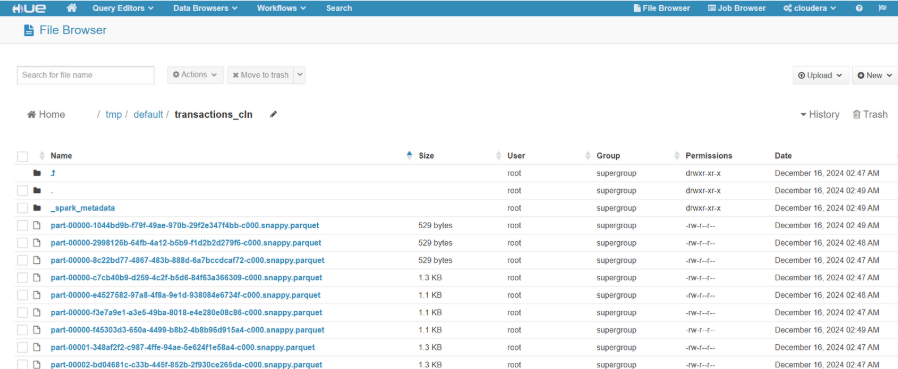 HUE Query Editors Data Browsers Workflows Search File Browser Job Browser cloudera
File Browser
Search for file name Actions Move to trash Upload New
Home / tmp / default / transactions_cln History Trash
Name Size User Group Permissions Date
root supergroup drwxr-xr-x December 16, 2024 02:47 AM
. root supergroup drwxr-xr-x December 16, 2024 02:49 AM
_spark_metadata root supergroup drwxr-xr-x December 16, 2024 02:49 AM
part-00000-1044bd9b-f79f-49ae-970b-29f2e347f4bb-c000.snappy.parquet 529 bytes root supergroup -rw-r--r-- December 16, 2024 02:49 AM
part-00000-2998126b-64fb-4a12-b5b9-f1d2b2d279f6-c000.snappy.parquet 529 bytes root supergroup -rw-r--r-- December 16, 2024 02:48 AM
part-00000-8c22bd77-4867-483b-888d-6a7bccdcaf72-c000.snappy.parquet 529 bytes root supergroup -rw-r--r-- December 16, 2024 02:47 AM
part-00000-c7cb40b9-d259-4c2f-b5d6-84f63a366309-c000.snappy.parquet 1.3 KB root supergroup -rw-r--r-- December 16, 2024 02:47 AM
part-00000-e4527582-97a8-4f8a-9e1d-938084e6734f-c000.snappy.parquet 1.1 KB root supergroup -rw-r--r-- December 16, 2024 02:48 AM
part-00000-f3e7a9e1-a3e5-49ba-8018-e4e280e08c86-c000.snappy.parquet 1.1 KB root supergroup -rw-r--r-- December 16, 2024 02:47 AM
part-00000-f45303d3-650a-4499-b8b2-4b8b96d915a4-c000.snappy.parquet 1.1 KB root supergroup -rw-r--r-- December 16, 2024 02:49 AM
part-00001-348af2f2-c987-4ffe-94ae-5e624f1e58a4-c000.snappy.parquet 1.3 KB root supergroup -rw-r--r-- December 16, 2024 02:47 AM
part-00002-bd04681c-c33b-445f-852b-2f930ce265da-c000.snappy.parquet 1.3 KB root supergroup -rw-r--r-- December 16, 2024 02:47 AM